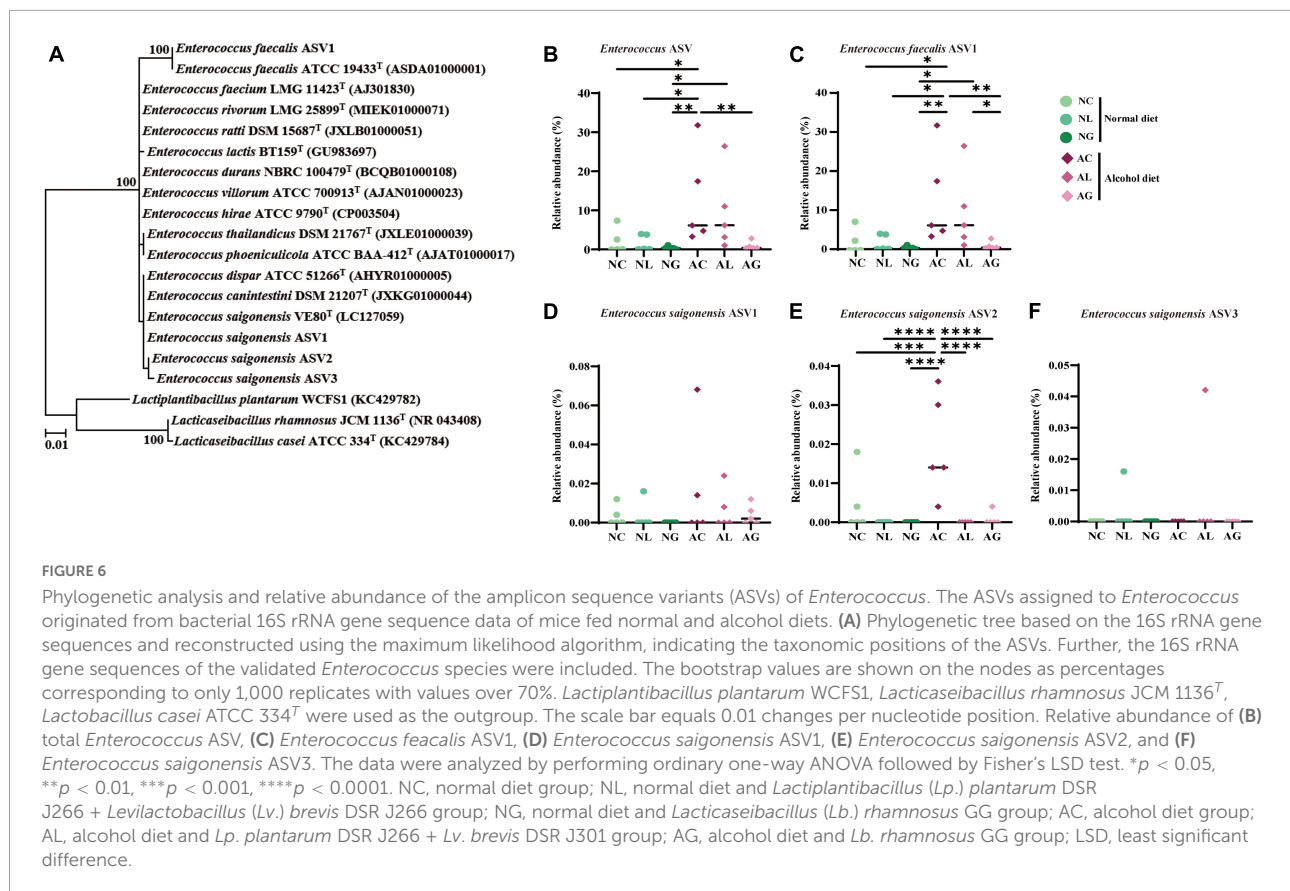 A
Enterococcus faecalis ASV1
100
Enterococcus faecalis ATCC 19433T (ASDA01000001)
Enterococcus faecium LMG 11423T (AJ301830)
Enterococcus rivorum LMG 25899T (MIEK01000071)
Enterococcus ratti DSM 15687T (JXLB01000051)
Enterococcus lactis BT159T (GU983697)
100
Enterococcus durans NBRC 100479T (BCQB01000108)
Enterococcus villorum ATCC 700913T (AJAN01000023)
Enterococcus hirae ATCC 9790T (CP003504)
Enterococcus thailandicus DSM 21767T (JXLE01000039)
Enterococcus phoeniculicola ATCC BAA-412T (AJAT01000017)
Enterococcus dispar ATCC 51266T (AHYR01000005)
Enterococcus canintestini DSM 21207T (JXKG01000044)
Enterococcus saigonensis VE80T (LC127059)
Enterococcus saigonensis ASV1
Enterococcus saigonensis ASV2
Enterococcus saigonensis ASV3
Lactiplantibacillus plantarum WCFS1 (KC429782)
Lacticaseibacillus rhamnosus JCM 1136T (NR 043408)
100
Lacticaseibacillus casei ATCC 334T (KC429784)
0.01
B
Enterococcus ASV
*
*
*
** **
Relative abundance (%)
40
30
20
10
0
NC NL NG AC AL AG
C
Enterococcus faecalis ASV1
*
*
* **
** *
Relative abundance (%)
40
30
20
10
0
NC NL NG AC AL AG
NC
NL Normal diet
NG
AC
AL Alcohol diet
AG
D
Enterococcus saigonensis ASV1
Relative abundance (%)
0.08
0.06
0.04
0.02
0.00
NC NL NG AC AL AG
E
Enterococcus saigonensis ASV2
**** ****
*** ****
****
Relative abundance (%)
0.04
0.03
0.02
0.01
0.00
NC NL NG AC AL AG
F
Enterococcus saigonensis ASV3
Relative abundance (%)
0.05
0.04
0.03
0.02
0.01
0.00
NC NL NG AC AL AG
FIGURE 6
Phylogenetic analysis and relative abundance of the amplicon sequence variants (ASVs) of Enterococcus. The ASVs assigned to Enterococcus
originated from bacterial 16S rRNA gene sequence data of mice fed normal and alcohol diets. (A) Phylogenetic tree based on the 16S rRNA gene
sequences and reconstructed using the maximum likelihood algorithm, indicating the taxonomic positions of the ASVs. Further, the 16S rRNA
gene sequences of the validated Enterococcus species were included. The bootstrap values are shown on the nodes as percentages
corresponding to only 1,000 replicates with values over 70%. Lactiplantibacillus plantarum WCFS1, Lacticaseibacillus rhamnosus JCM 1136T,
Lactobacillus casei ATCC 334T were used as the outgroup. The scale bar equals 0.01 changes per nucleotide position. Relative abundance of (B)
total Enterococcus ASV, (C) Enterococcus feacalis ASV1, (D) Enterococcus saigonensis ASV1, (E) Enterococcus saigonensis ASV2, and (F)
Enterococcus saigonensis ASV3. The data were analyzed by performing ordinary one-way ANOVA followed by Fisher's LSD test. *p < 0.05,
**p < 0.01, ***p < 0.001, ****p < 0.0001. NC, normal diet group; NL, normal diet and Lactiplantibacillus (Lp.) plantarum DSR
J266 + Levilactobacillus (Lv.) brevis DSR J266 group; NG, normal diet and Lacticaseibacillus (Lb.) rhamnosus GG group; AC, alcohol diet group;
AL, alcohol diet and Lp. plantarum DSR J266 + Lv. brevis DSR J301 group; AG, alcohol diet and Lb. rhamnosus GG group; LSD, least significant
difference.